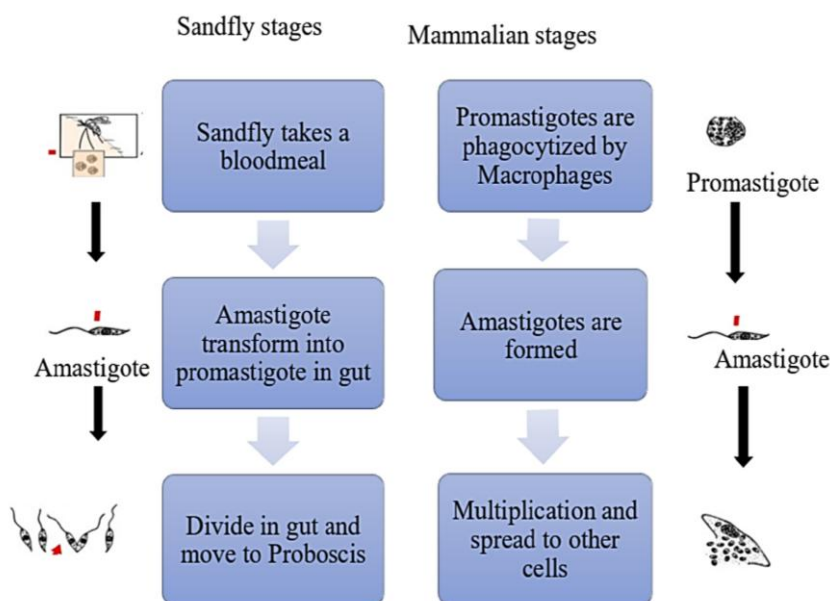 Sandfly stages
Mammalian stages
Sandfly takes a
bloodmeal
Promastigotes are
phagocytized by
Macrophages
Promastigote
Amastigote
transform into
promastigote in gut
Amastigote
Amastigotes are
formed
Amastigote
Divide in gut and
move to Proboscis
Multiplication and
spread to other
cells